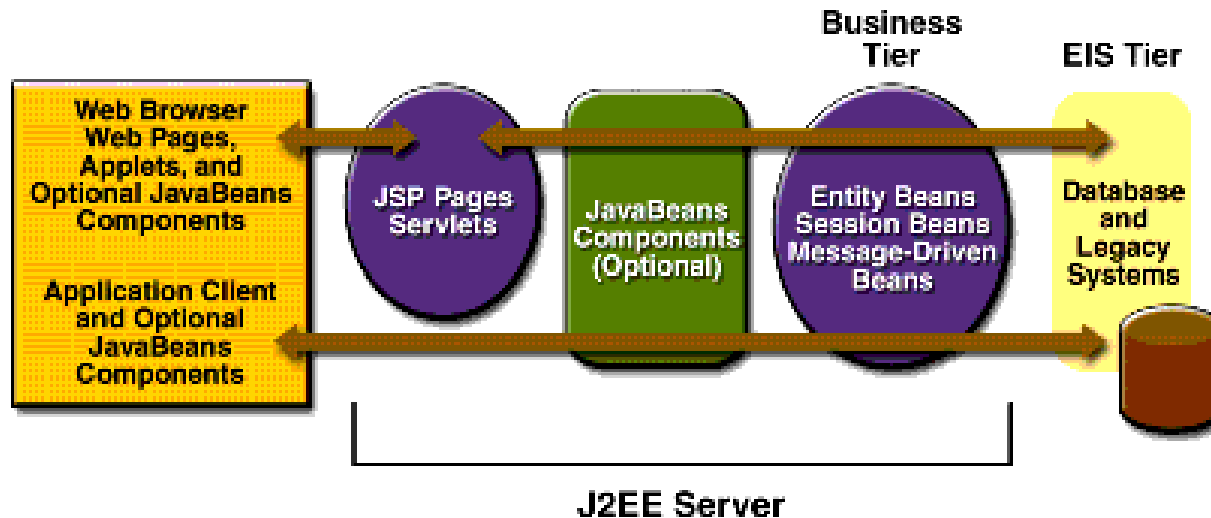 Business
Tier
EIS Tier
Web Browser
Web Pages,
Applets, and
Optional JavaBeans
Components
Application Client
and Optional
JavaBeans
Components
JSP Pages
Servlets
JavaBeans
Components
(Optional)
Entity Beans
Session Beans
Message-Driven
Beans
Database
and
Legacy
Systems
J2EE Server